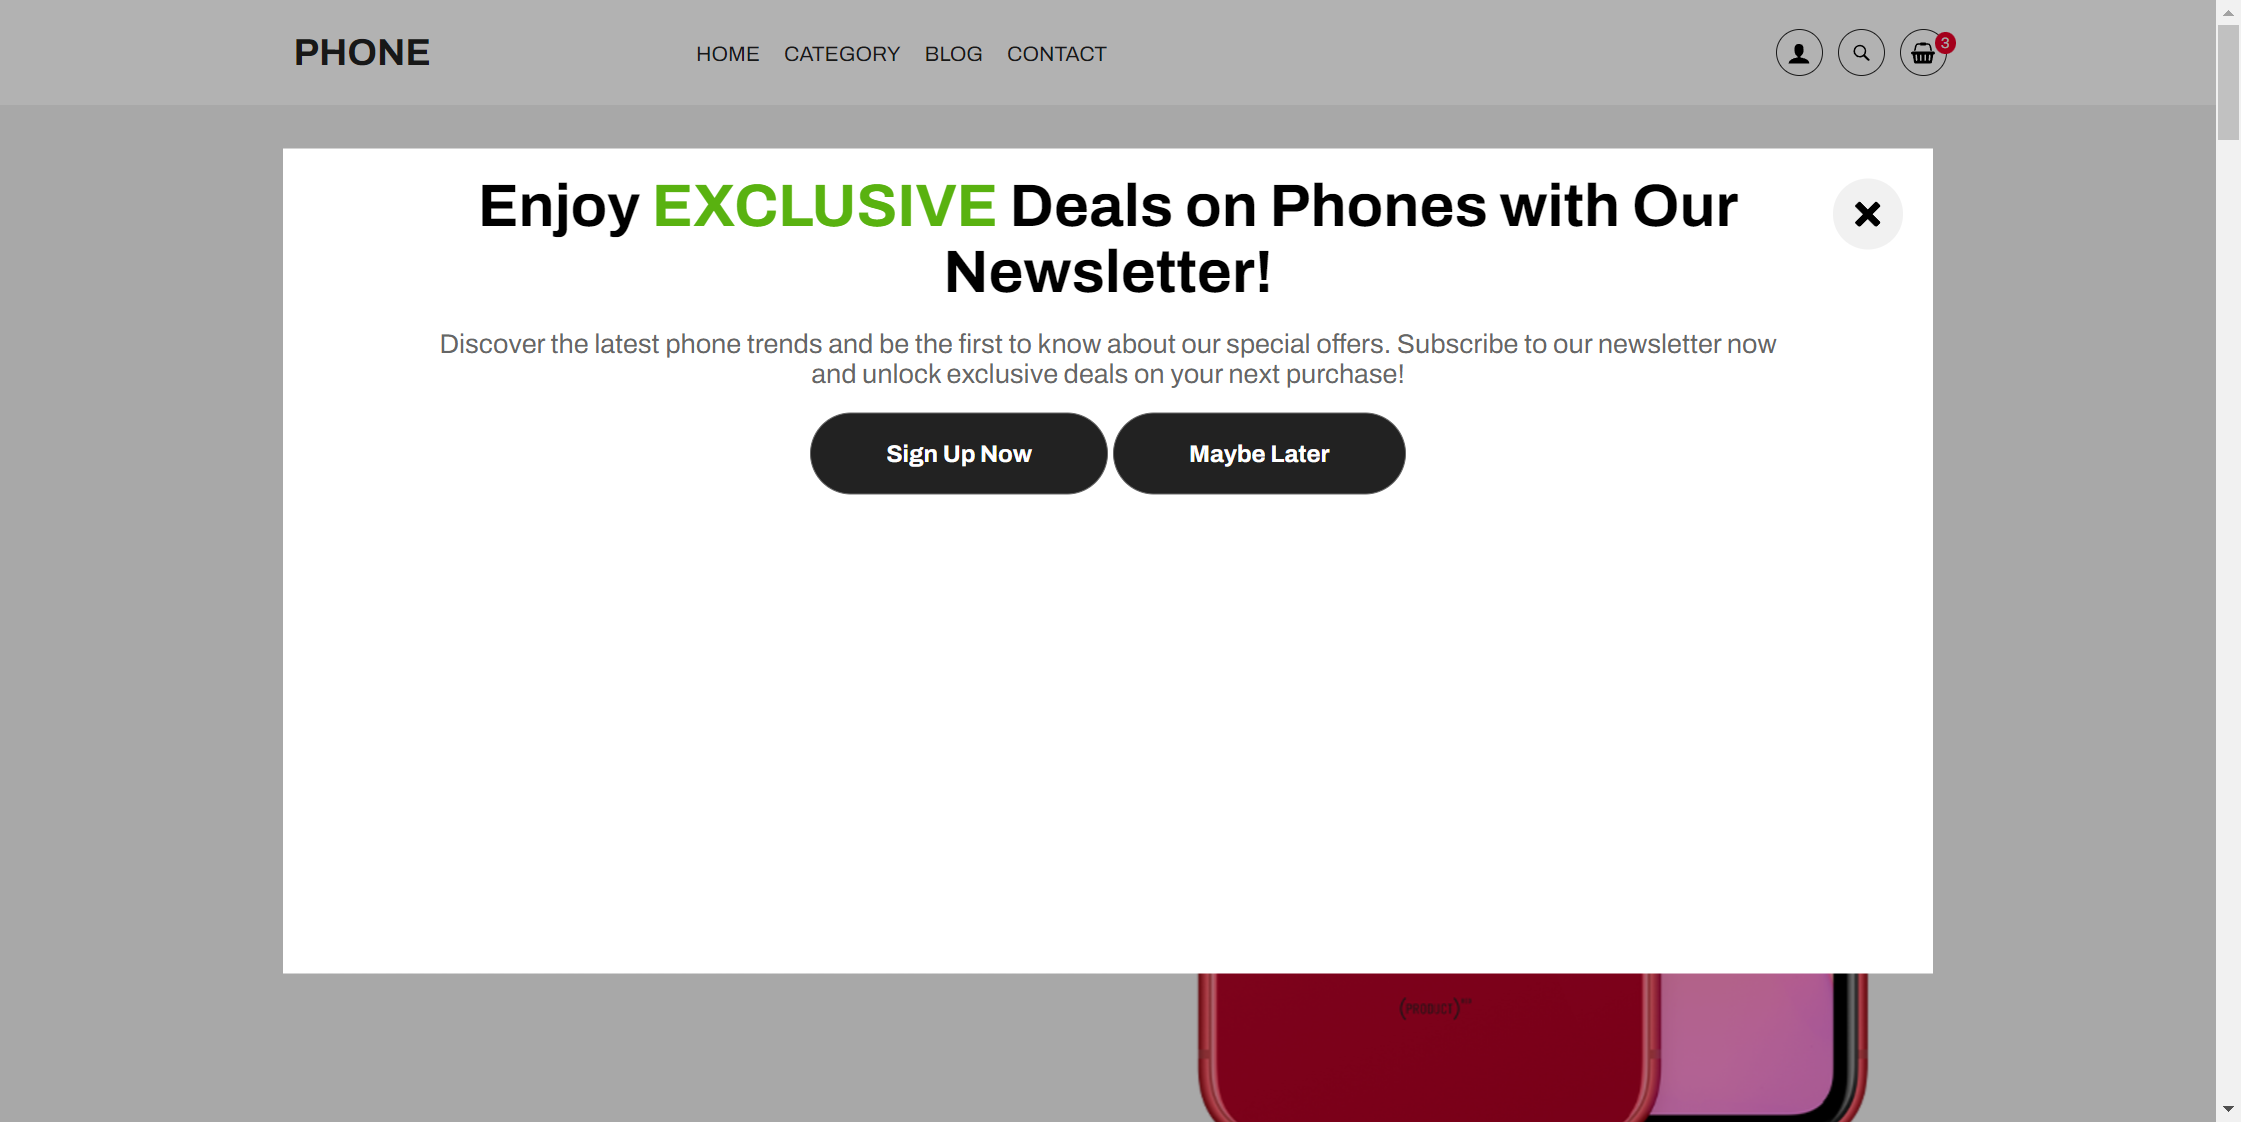 PHONE
HOME CATEGORY BLOG CONTACT
3
Enjoy EXCLUSIVE Deals on Phones with Our
Newsletter!
Discover the latest phone trends and be the first to know about our special offers. Subscribe to our newsletter now
and unlock exclusive deals on your next purchase!
Sign Up Now Maybe Later
(PRODUCT)